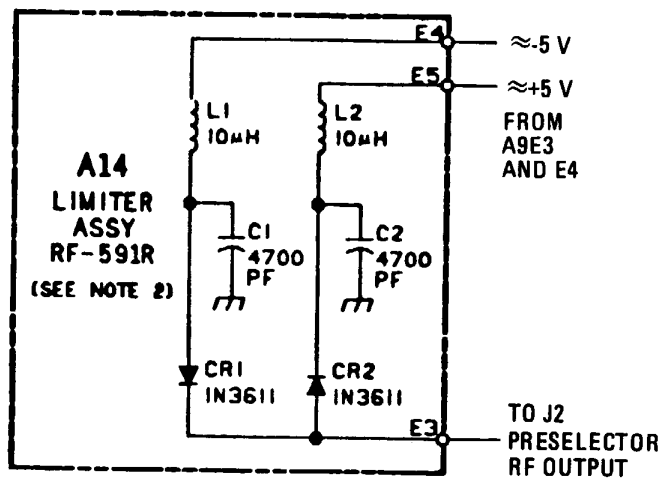 E4
≈-5 V
E5
≈+5 V
L1
10μH
L2
10μH
FROM
A9E3
AND E4
A14
LIMITER
ASSY
RF-591R
(SEE NOTE 2)
C1
4700
PF
C2
4700
PF
CR1
1N3611
CR2
1N3611
E3
TO J2
PRESELECTOR
RF OUTPUT